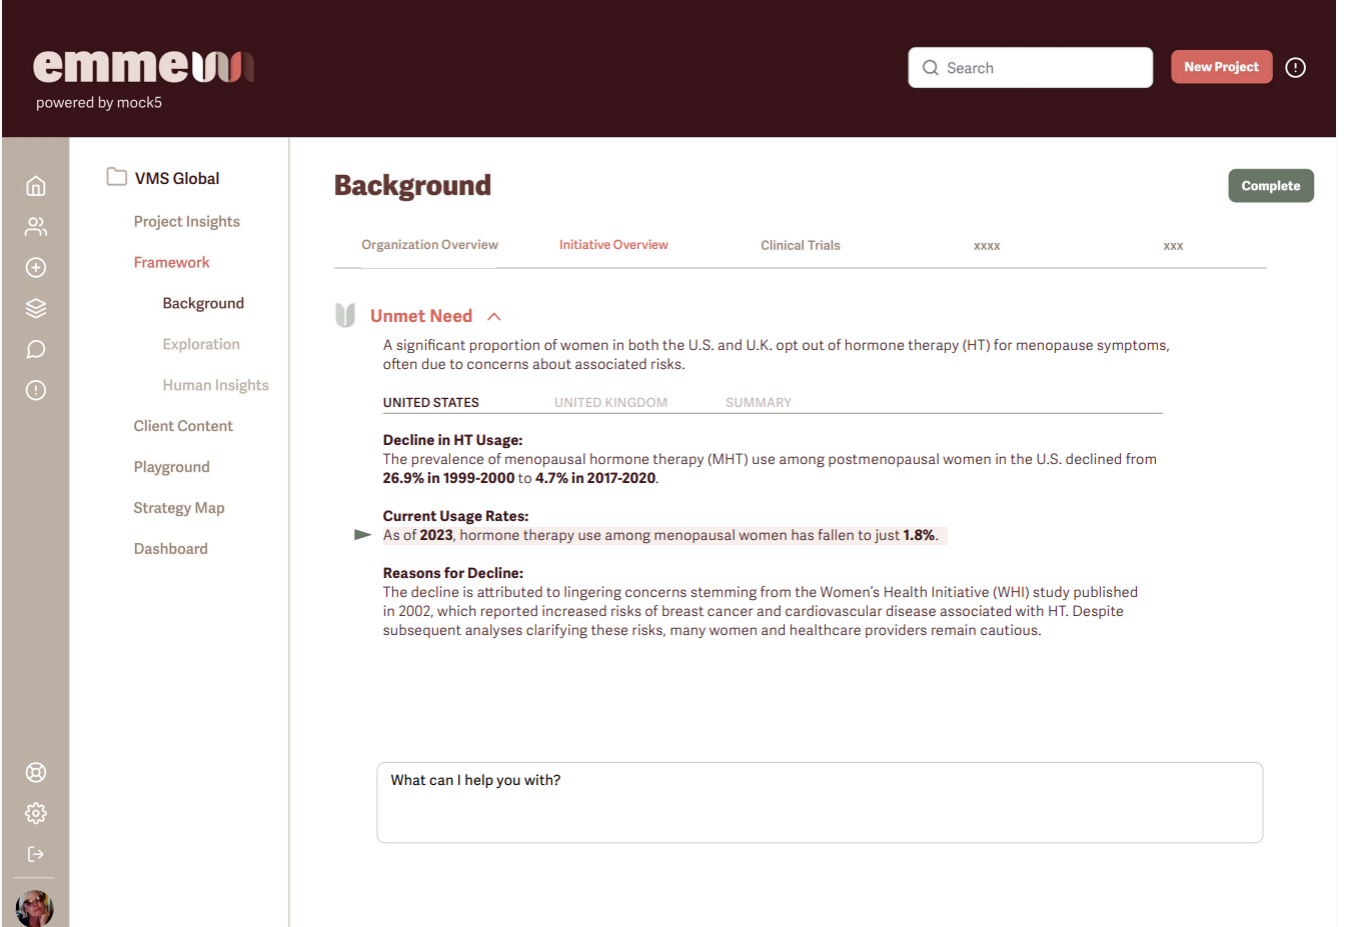 emme
powered by mock5
Search
New Project
VMS Global
Project Insights
Framework
Background
Exploration
Human Insights
Client Content
Playground
Strategy Map
Dashboard
Background
Complete
Organization Overview
Initiative Overview
Clinical Trials
xxxx
xxx
Unmet Need
A significant proportion of women in both the U.S. and U.K. opt out of hormone therapy (HT) for menopause symptoms,
often due to concerns about associated risks.
UNITED STATES
UNITED KINGDOM
SUMMARY
Decline in HT Usage:
The prevalence of menopausal hormone therapy (MHT) use among postmenopausal women in the U.S. declined from
26.9% in 1999-2000 to 4.7% in 2017-2020.
Current Usage Rates:
As of 2023, hormone therapy use among menopausal women has fallen to just 1.8%.
Reasons for Decline:
The decline is attributed to lingering concerns stemming from the Women’s Health Initiative (WHI) study published
in 2002, which reported increased risks of breast cancer and cardiovascular disease associated with HT. Despite
subsequent analyses clarifying these risks, many women and healthcare providers remain cautious.
What can I help you with?